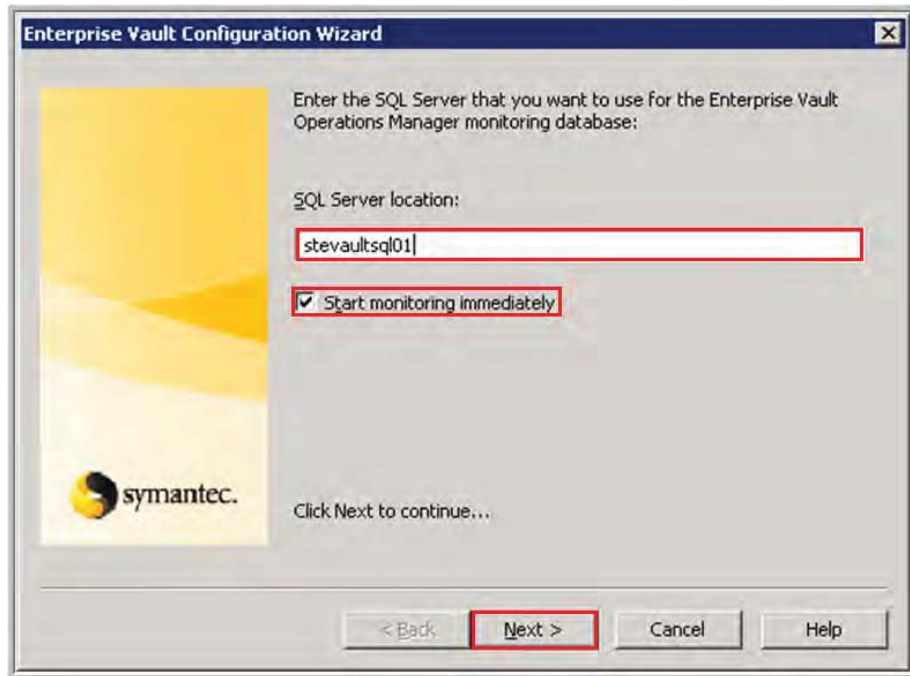 Enterprise Vault Configuration Wizard
Enter the SQL Server that you want to use for the Enterprise Vault
Operations Manager monitoring database:
SQL Server location:
stevaultsql01
Start monitoring immediately
symantec.
Click Next to continue...
< Back
Next >
Cancel
Help